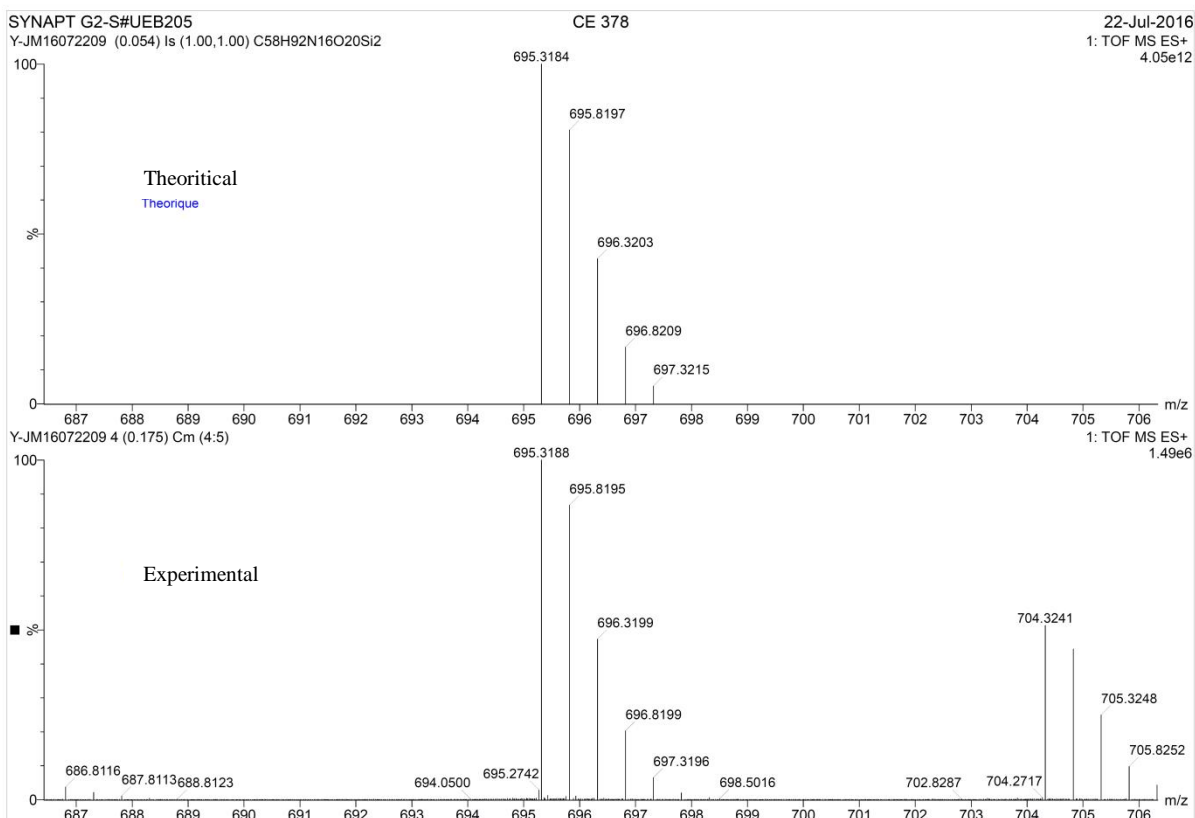 SYNAPT G2-S#UEB205 CE 378 22-Jul-2016
Y-JM16072209 (0.054) Is (1.00,1.00) C58H92N16O20Si2 1: TOF MS ES+
4.05e12
100
695.3184
695.8197
Theoritical
Theorique
%
696.3203
696.8209
697.3215
0
687 688 689 690 691 692 693 694 695 696 697 698 699 700 701 702 703 704 705 706 m/z
Y-JM16072209 4 (0.175) Cm (4:5) 1: TOF MS ES+
1.49e6
100
695.3188
695.8195
Experimental
%
696.3199 704.3241
705.3248
696.8199
705.8252
697.3196
686.8116 687.8113 688.8123 694.0500 695.2742 698.5016 702.8287 704.2717
0
687 688 689 690 691 692 693 694 695 696 697 698 699 700 701 702 703 704 705 706 m/z